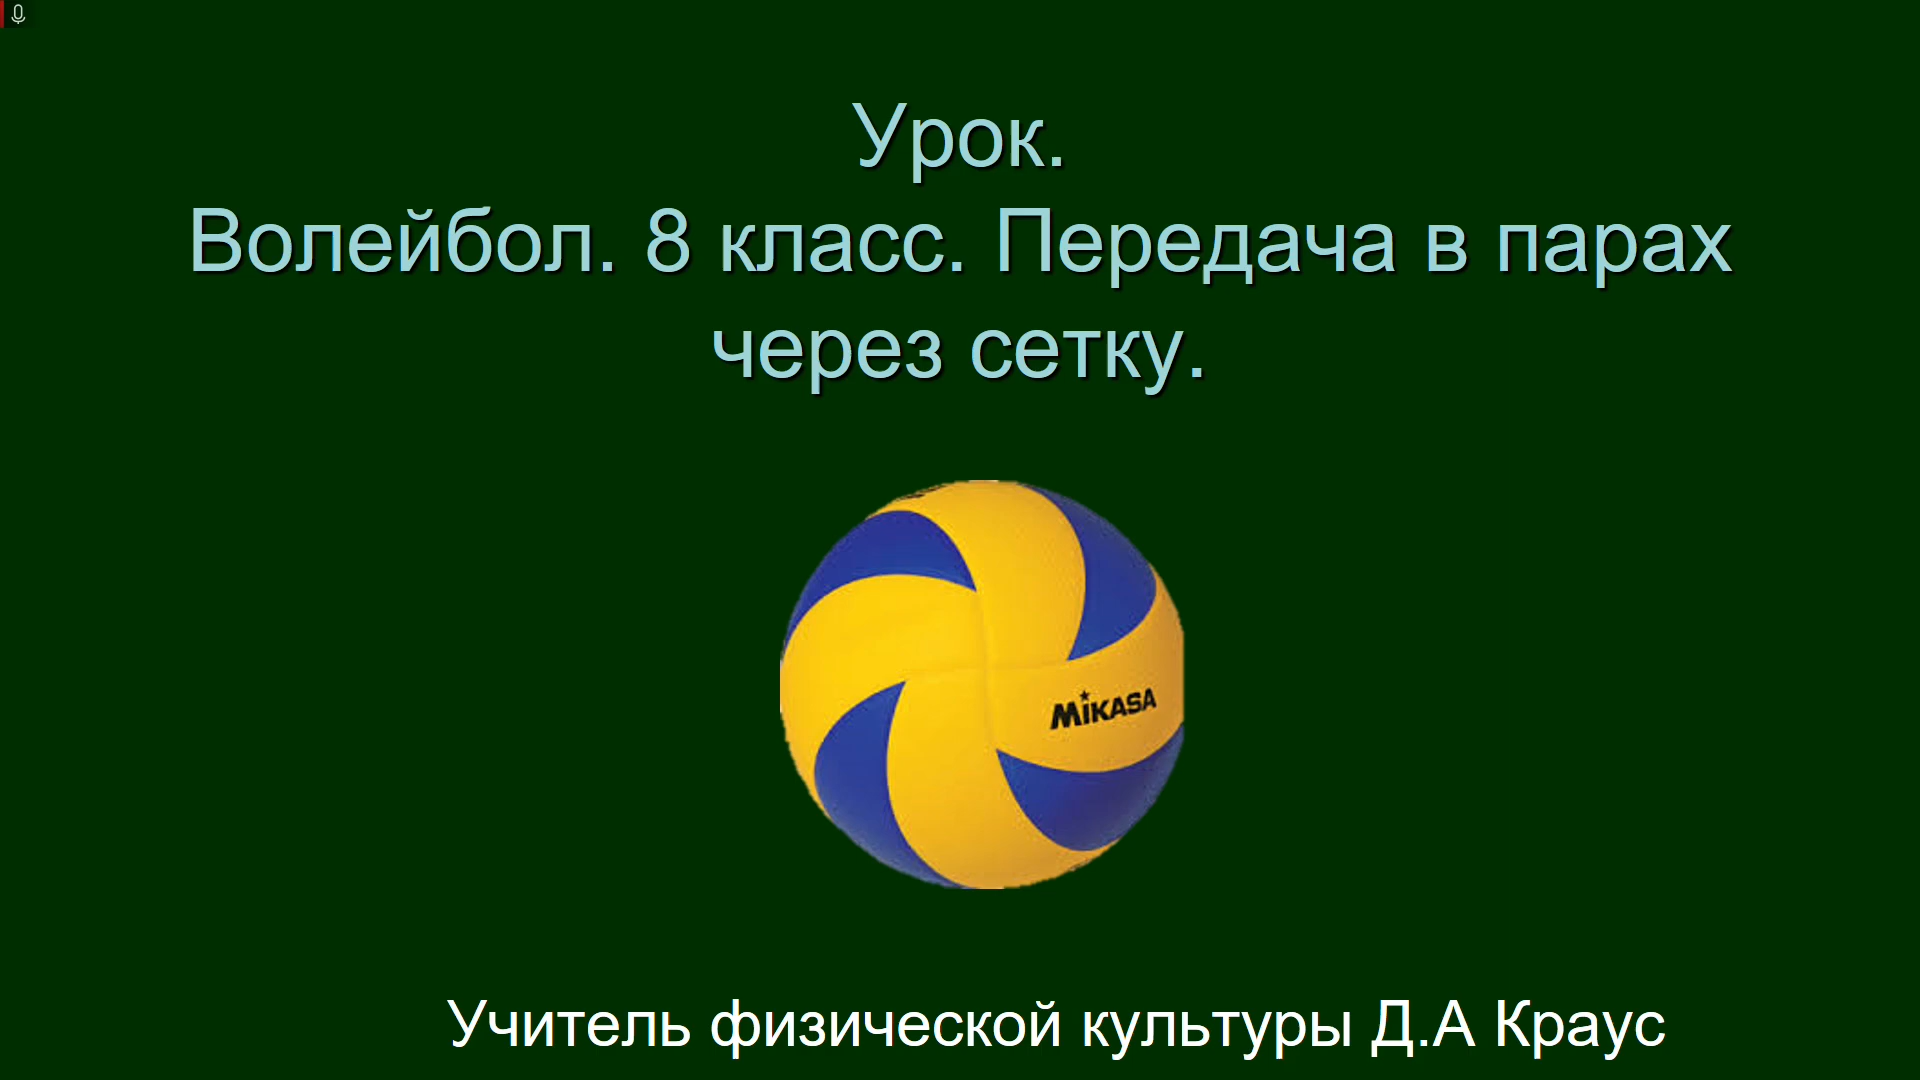 Урок.
Волейбол. 8 класс. Передача в парах
через сетку.
MiKASA
Учитель физической культуры Д.А Краус